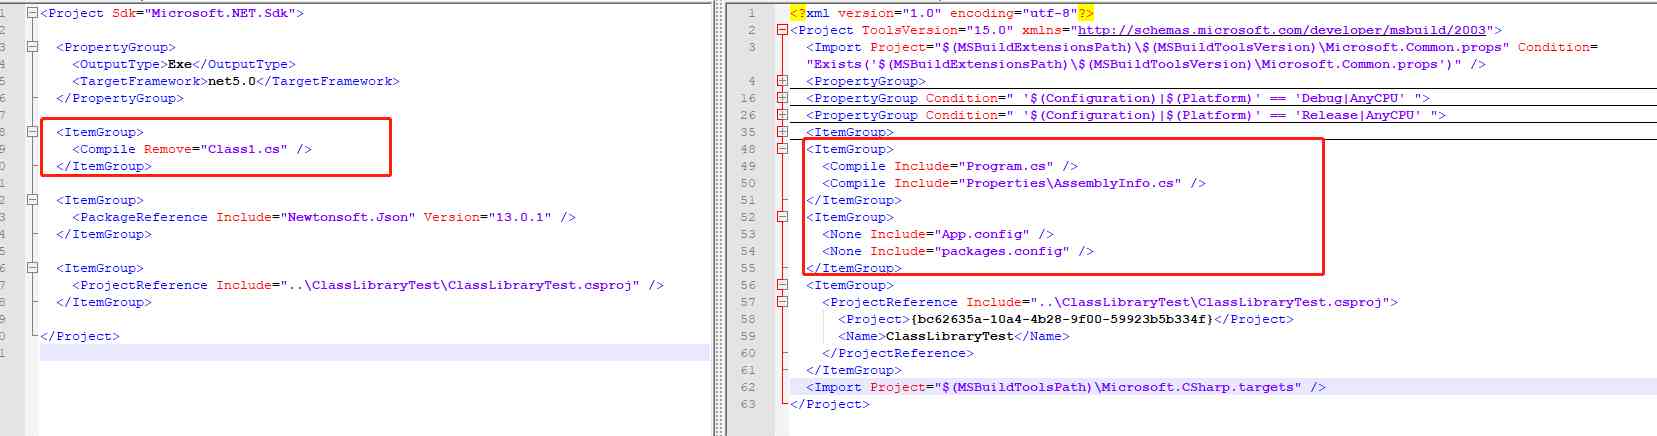 1 <Project Sdk="Microsoft.NET.Sdk">
2
3 <PropertyGroup>
4 <OutputType>Exe</OutputType>
5 <TargetFramework>net5.0</TargetFramework>
6 </PropertyGroup>
7
8 <ItemGroup>
9 <Compile Remove="Class1.cs" />
0 </ItemGroup>
1
2 <ItemGroup>
3 <PackageReference Include="Newtonsoft.Json" Version="13.0.1" />
4 </ItemGroup>
5
6 <ItemGroup>
7 <ProjectReference Include="..\ClassLibraryTest\ClassLibraryTest.csproj" />
8 </ItemGroup>
9
0 </Project>
1
1 <?xml version="1.0" encoding="utf-8"?>
2 <Project ToolsVersion="15.0" xmlns="http://schemas.microsoft.com/developer/msbuild/2003">
3 <Import Project="$(MSBuildExtensionsPath)\$(MSBuildToolsVersion)\Microsoft.Common.props" Condition=
"Exists('$(MSBuildExtensionsPath)\$(MSBuildToolsVersion)\Microsoft.Common.props')" />
4 <PropertyGroup>
16 <PropertyGroup Condition=" '$(Configuration)|$(Platform)' == 'Debug|AnyCPU' ">
26 <PropertyGroup Condition=" '$(Configuration)|$(Platform)' == 'Release|AnyCPU' ">
35 <ItemGroup>
48 <ItemGroup>
49 <Compile Include="Program.cs" />
50 <Compile Include="Properties\AssemblyInfo.cs" />
51 </ItemGroup>
52 <ItemGroup>
53 <None Include="App.config" />
54 <None Include="packages.config" />
55 </ItemGroup>
56 <ItemGroup>
57 <ProjectReference Include="..\ClassLibraryTest\ClassLibraryTest.csproj">
58 <Project>{bc62635a-10a4-4b28-9f00-59923b5b334f}</Project>
59 <Name>ClassLibraryTest</Name>
60 </ProjectReference>
61 </ItemGroup>
62 <Import Project="$(MSBuildToolsPath)\Microsoft.CSharp.targets" />
63 </Project>